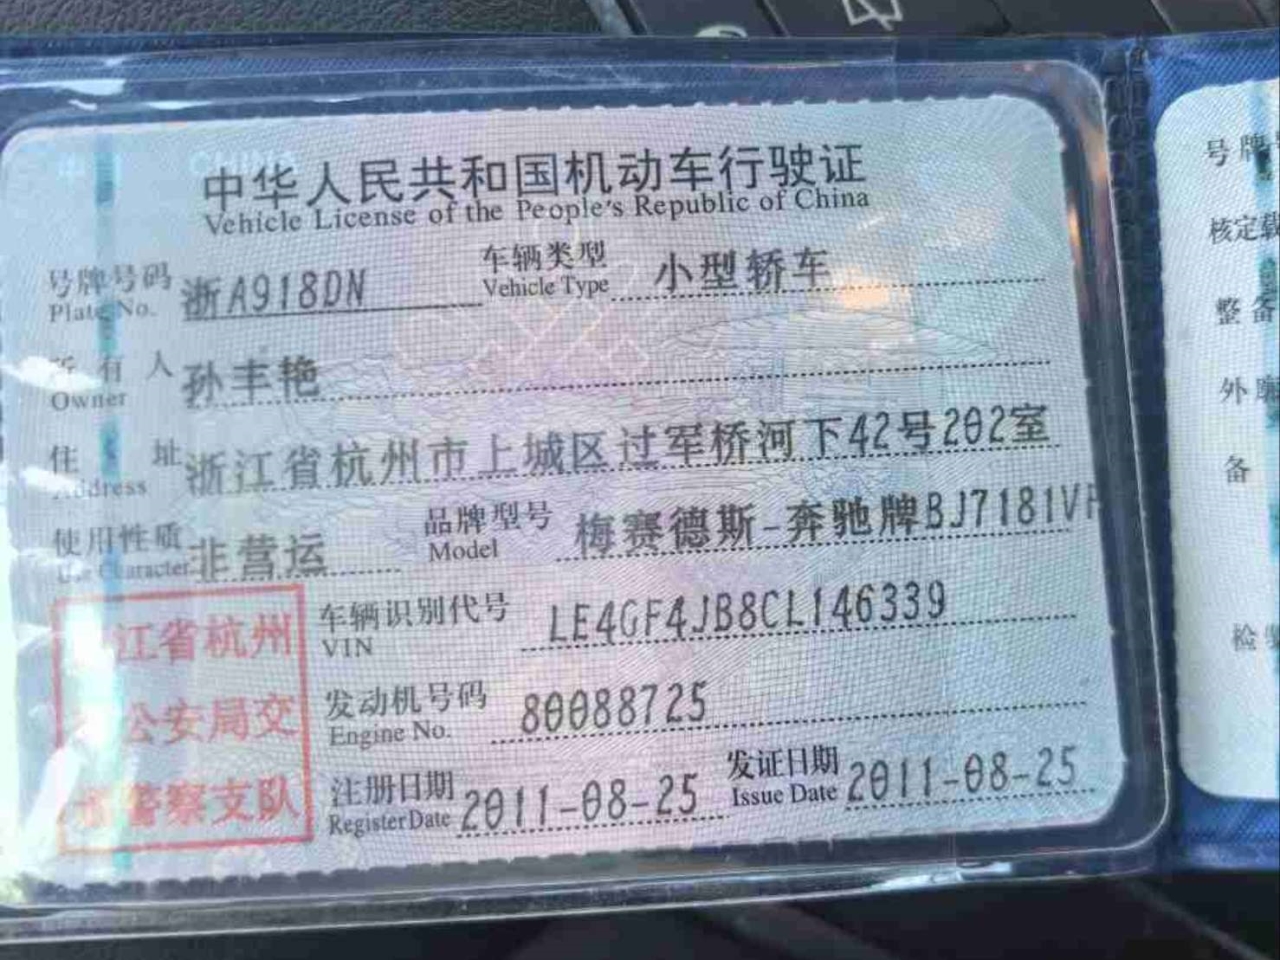 中华人民共和国机动车行驶证
Vehicle License of the People's Republic of China
号牌号码 浙A918DN 车辆类型 小型轿车
Plate No. Vehicle Type
所有人 孙丰艳
Owner
住址 浙江省杭州市上城区过军桥河下42号202室
Address
使用性质 非营运 品牌型号 梅赛德斯-奔驰牌BJ7181V
Use Character Model
车辆识别代号 LE4GF4JB8CL146339
VIN
发动机号码 80088725
Engine No.
注册日期 2011-08-25 发证日期 2011-08-25
Register Date Issue Date
江省杭州
公安局交
警察支队
号牌
核定载
整备
外廓
备
检验